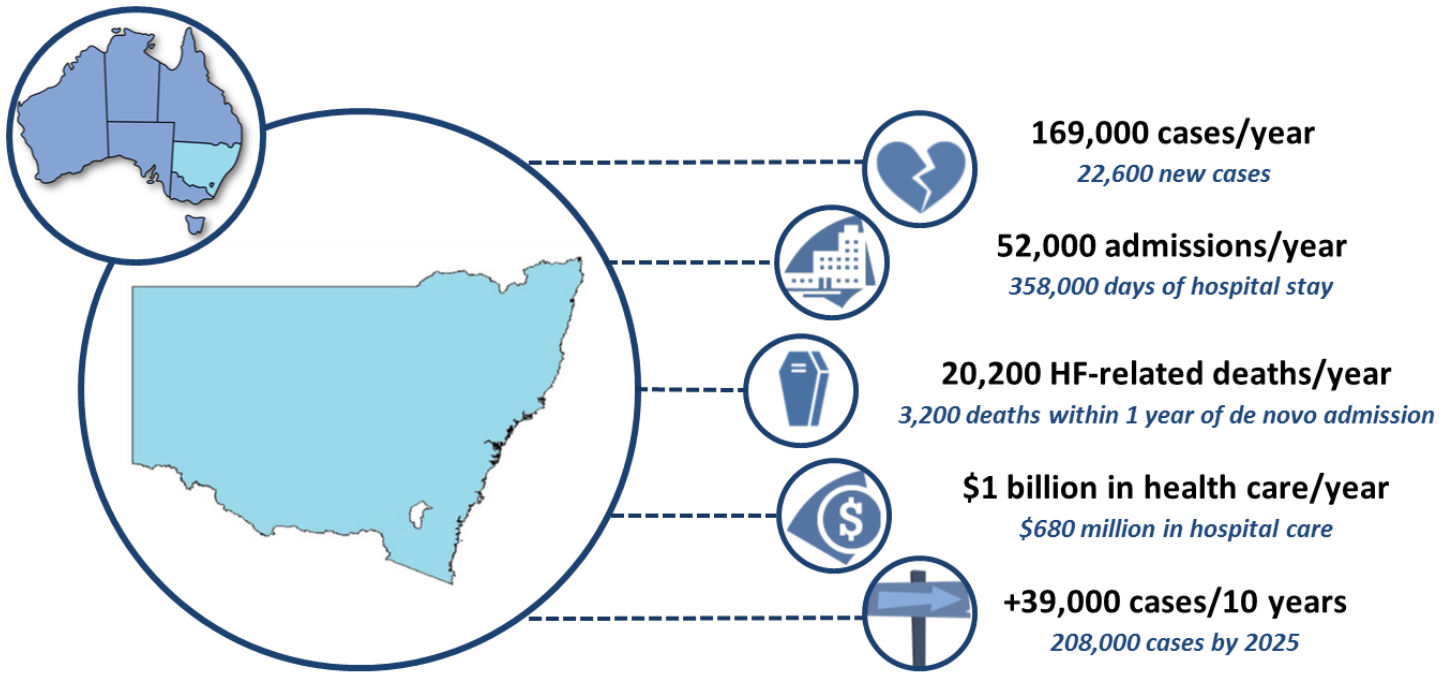 169,000 cases/year
22,600 new cases
52,000 admissions/year
358,000 days of hospital stay
20,200 HF-related deaths/year
3,200 deaths within 1 year of de novo admission
$
$1 billion in health care/year
$680 million in hospital care
+39,000 cases/10 years
208,000 cases by 2025